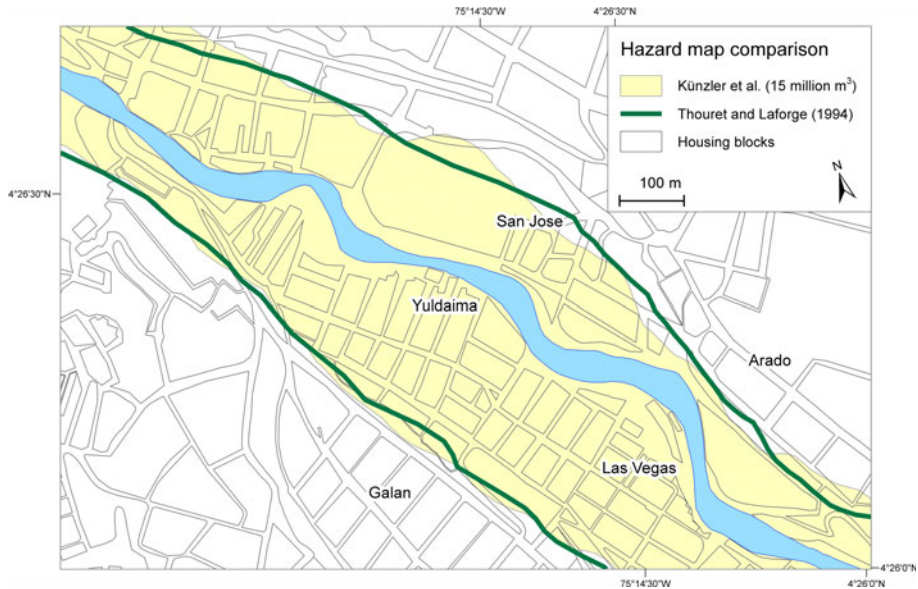 75°14'30"W
4°26'30"N
Hazard map comparison
Künzler et al. (15 million m³)
Thouret and Laforge (1994)
Housing blocks
N
100 m
4°26'30"N
San Jose
Yuldaima
Arado
Las Vegas
Galan
4°26'0"N
75°14'30"W
4°26'0"N